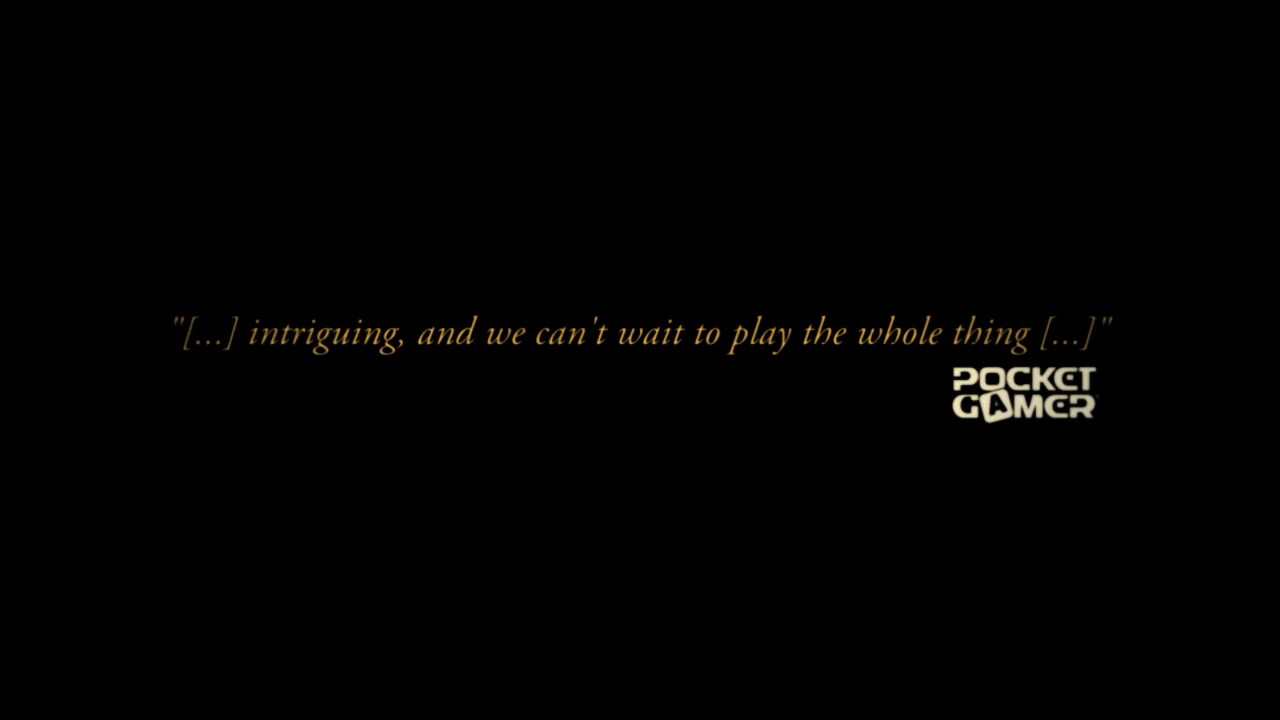 "[...] intriguing, and we can't wait to play the whole thing [...]"
POCKET
GAMER